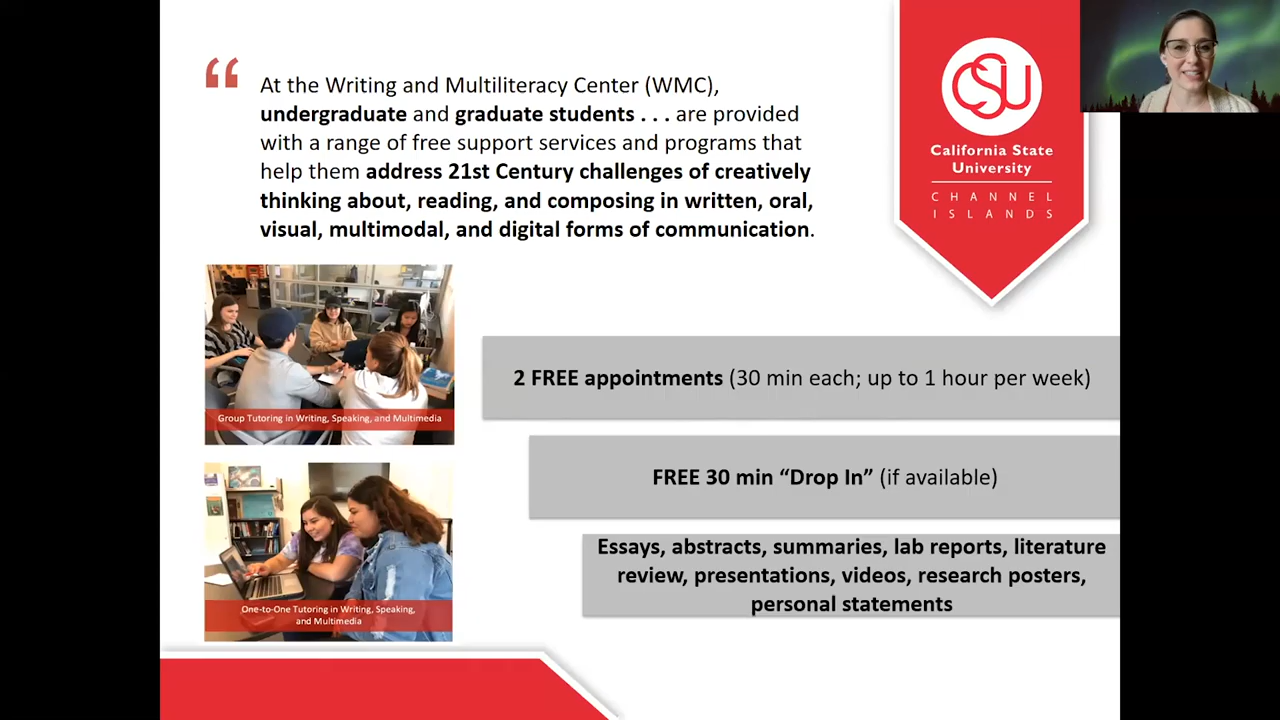 “
At the Writing and Multiliteracy Center (WMC),
undergraduate and graduate students . . . are provided
with a range of free support services and programs that
help them address 21st Century challenges of creatively
thinking about, reading, and composing in written, oral,
visual, multimodal, and digital forms of communication.
CSU
California State
University
CHANNEL
ISLANDS
Group Tutoring in Writing, Speaking, and Multimedia
2 FREE appointments (30 min each; up to 1 hour per week)
FREE 30 min “Drop In” (if available)
Essays, abstracts, summaries, lab reports, literature
review, presentations, videos, research posters,
personal statements
One-to-One Tutoring in Writing, Speaking,
and Multimedia